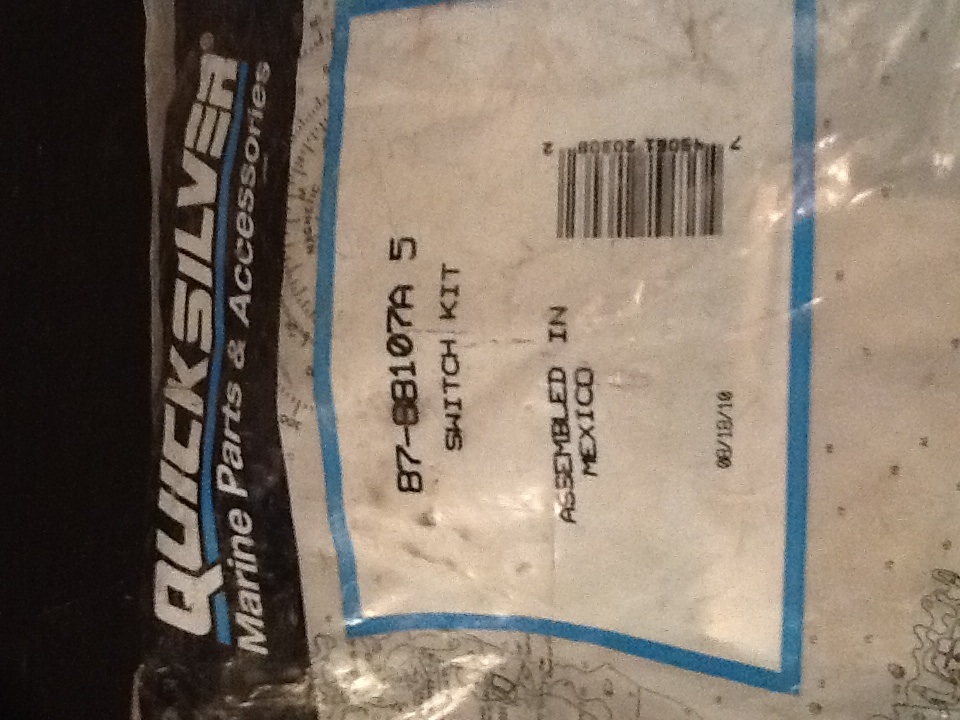 QUICKSILVER®
Marine Parts & Accessories
87-88107A 5
SWITCH KIT
ASSEMBLED IN
MEXICO
08/18/10